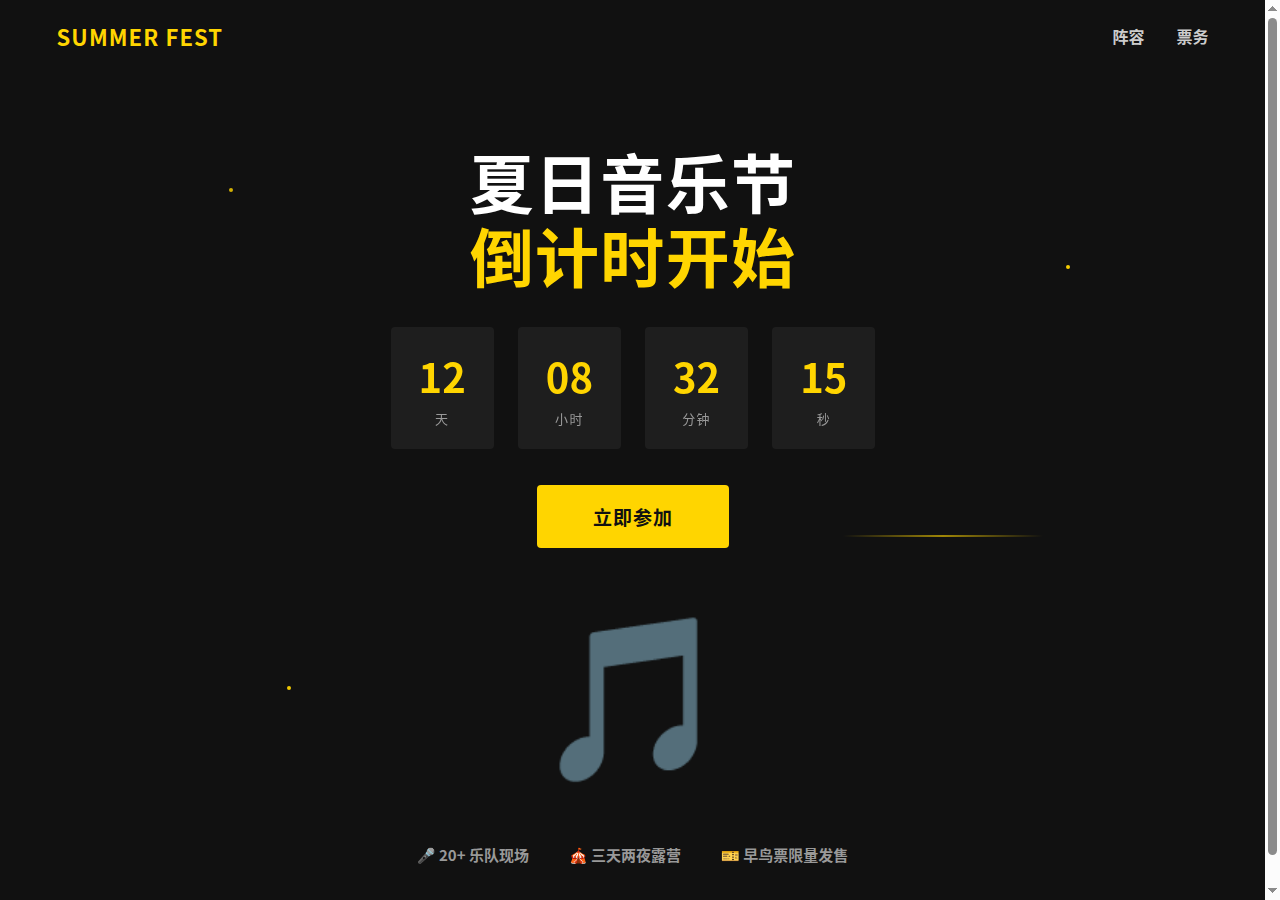 SUMMER FEST
阵容 票务
夏日音乐节
倒计时开始
12 08 32 15
天 小时 分钟 秒
立即参加
🎤 20+ 乐队现场 🎪 三天两夜露营 🎫 早鸟票限量发售